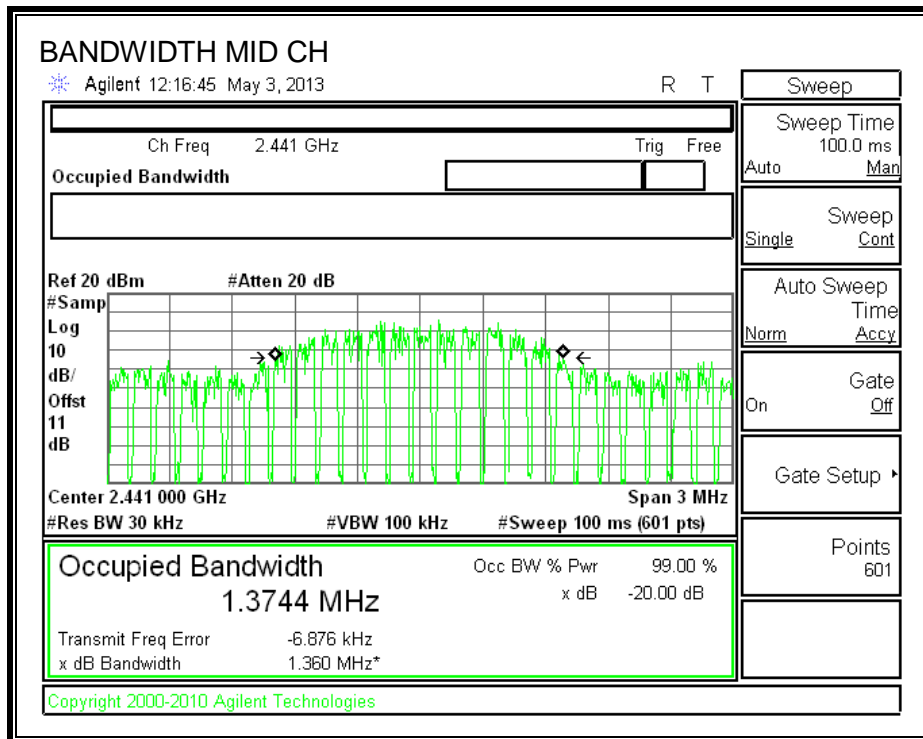 BANDWIDTH MID CH
Agilent 12:16:45 May 3, 2013 R T
Ch Freq 2.441 GHz Trig Free
Occupied Bandwidth
Ref 20 dBm #Atten 20 dB
#Samp
Log
10
dB/
Offst
11
dB
Center 2.441 000 GHz Span 3 MHz
#Res BW 30 kHz #VBW 100 kHz #Sweep 100 ms (601 pts)
Occupied Bandwidth
1.3744 MHz
Occ BW % Pwr 99.00 %
x dB -20.00 dB
Transmit Freq Error -6.876 kHz
x dB Bandwidth 1.360 MHz*
Copyright 2000-2010 Agilent Technologies
Sweep
Sweep Time
100.0 ms
Auto Man
Sweep
Single Cont
Auto Sweep
Time
Norm Accy
Gate
On Off
Gate Setup
Points
601